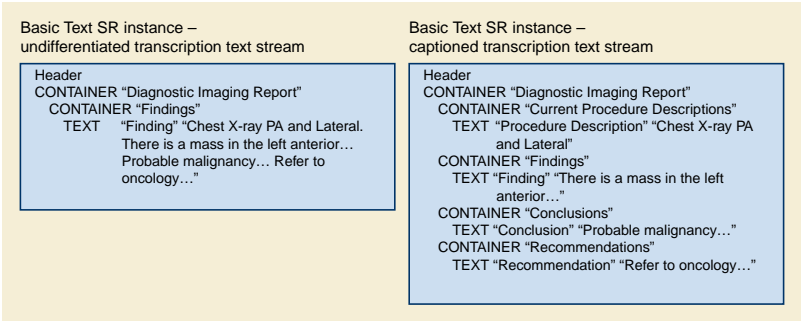 Basic Text SR instance –
undifferentiated transcription text stream
Header
CONTAINER “Diagnostic Imaging Report”
CONTAINER “Findings”
TEXT “Finding” “Chest X-ray PA and Lateral.
There is a mass in the left anterior…
Probable malignancy… Refer to
oncology…”
Basic Text SR instance –
captioned transcription text stream
Header
CONTAINER “Diagnostic Imaging Report”
CONTAINER “Current Procedure Descriptions”
TEXT “Procedure Description” “Chest X-ray PA
and Lateral”
CONTAINER “Findings”
TEXT “Finding” “There is a mass in the left
anterior…”
CONTAINER “Conclusions”
TEXT “Conclusion” “Probable malignancy…”
CONTAINER “Recommendations”
TEXT “Recommendation” “Refer to oncology…”